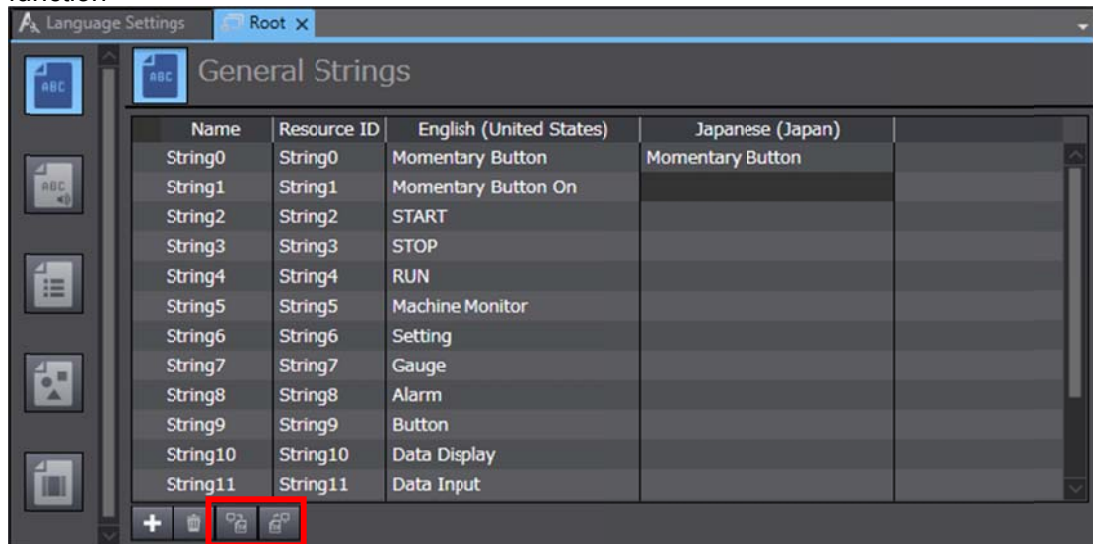 function
Language Settings Root X
General Strings
Name Resource ID English (United States) Japanese (Japan)
String0 String0 Momentary Button Momentary Button
String1 String1 Momentary Button On
String2 String2 START
String3 String3 STOP
String4 String4 RUN
String5 String5 Machine Monitor
String6 String6 Setting
String7 String7 Gauge
String8 String8 Alarm
String9 String9 Button
String10 String10 Data Display
String11 String11 Data Input